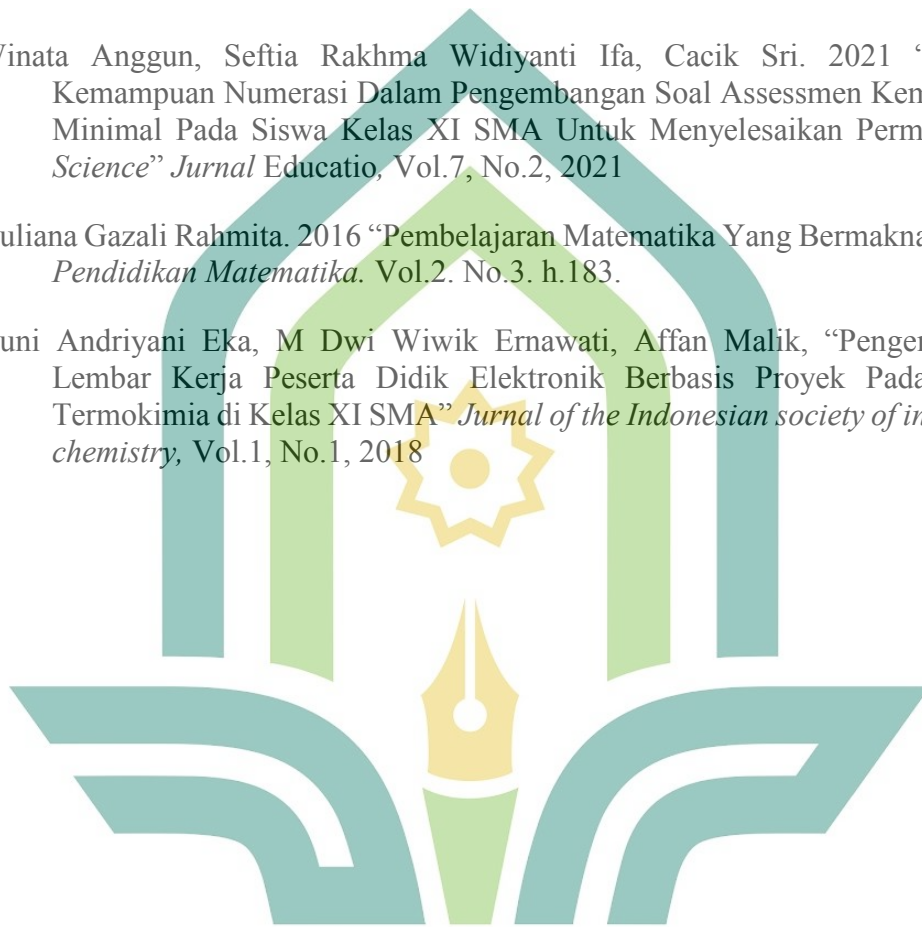 Vinata Anggun, Seftia Rakhma Widiyanti Ifa, Cacik Sri. 2021 “
Kemampuan Numerasi Dalam Pengembangan Soal Assessmen Ken
Minimal Pada Siswa Kelas XI SMA Untuk Menyelesaikan Perm
Science” Jurnal Educatio, Vol.7, No.2, 2021
uliana Gazali Rahmita. 2016 “Pembelajaran Matematika Yang Bermakna
Pendidikan Matematika. Vol.2. No.3. h.183.
uni Andriyani Eka, M Dwi Wiwik Ernawati, Affan Malik, “Penger
Lembar Kerja Peserta Didik Elektronik Berbasis Proyek Pada
Termokimia di Kelas XI SMA” Jurnal of the Indonesian society of in
chemistry, Vol.1, No.1, 2018